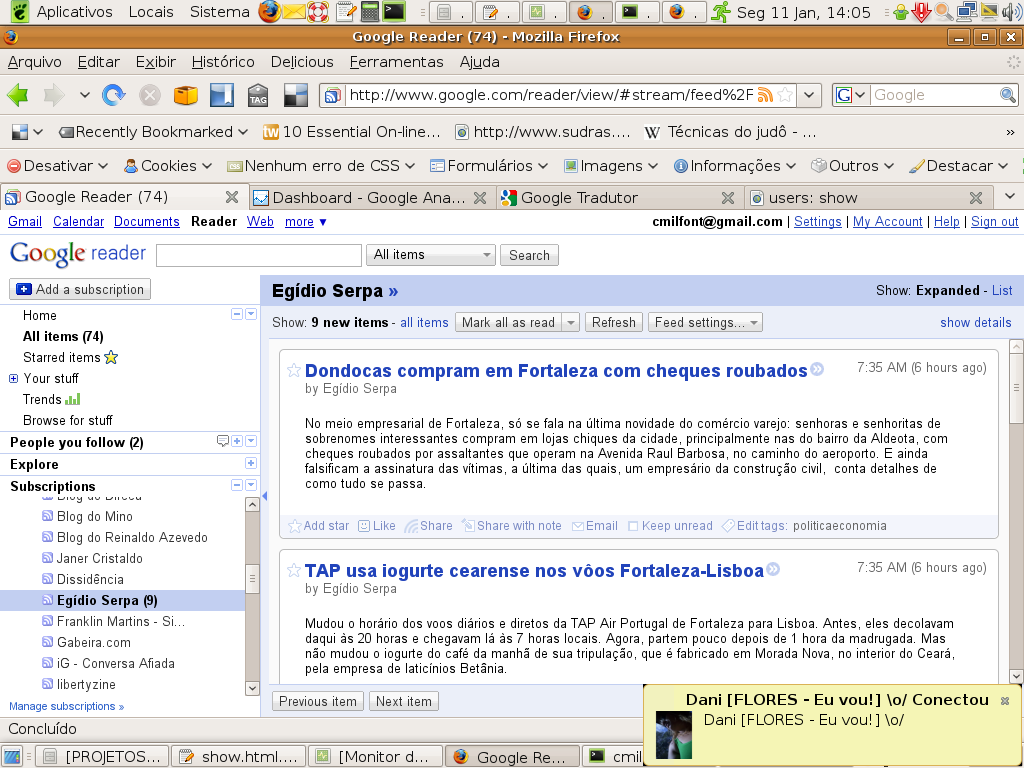 Aplicativos Locais Sistema Seg 11 Jan, 14:05
Google Reader (74) - Mozilla Firefox
Arquivo Editar Exibir Histórico Delicious Ferramentas Ajuda
TAG http://www.google.com/reader/view/#stream/feed%2F G Google
Recently Bookmarked tw 10 Essential On-line... http://www.sudras.... W Técnicas do judô - ... »
Desativar Cookies Nenhum erro de CSS Formulários Imagens Informações Outros Destacar
Google Reader (74) Dashboard - Google Ana... Google Tradutor users: show
Gmail Calendar Documents Reader Web more ▼ cmilfont@gmail.com | Settings | My Account | Help | Sign out
Google reader All items Search
Add a subscription
Home
All items (74)
Starred items
Your stuff
Trends
Browse for stuff
People you follow (2)
Explore
Subscriptions
Blog do Dirceu
Blog do Mino
Blog do Reinaldo Azevedo
Janer Cristaldo
Dissidência
Egídio Serpa (9)
Franklin Martins - Si...
Gabeira.com
iG - Conversa Afiada
libertyzine
Manage subscriptions »
Egídio Serpa » Show: Expanded - List
Show: 9 new items - all items Mark all as read Refresh Feed settings... show details
Dondocas compram em Fortaleza com cheques roubados » 7:35 AM (6 hours ago)
by Egídio Serpa
No meio empresarial de Fortaleza, só se fala na última novidade do comércio varejo: senhoras e senhoritas de
sobrenomes interessantes compram em lojas chiques da cidade, principalmente nas do bairro da Aldeota, com
cheques roubados por assaltantes que operam na Avenida Raul Barbosa, no caminho do aeroporto. E ainda
falsificam a assinatura das vítimas, a última das quais, um empresário da construção civil, conta detalhes de
como tudo se passa.
Add star Like Share Share with note Email Keep unread Edit tags: politicaeconomia
TAP usa iogurte cearense nos vôos Fortaleza-Lisboa » 7:35 AM (6 hours ago)
by Egídio Serpa
Mudou o horário dos voos diários e diretos da TAP Air Portugal de Fortaleza para Lisboa. Antes, eles decolavam
daqui às 20 horas e chegavam lá às 7 horas locais. Agora, partem pouco depois de 1 hora da madrugada. Mas
não mudou o iogurte do café da manhã de sua tripulação, que é fabricado em Morada Nova, no interior do Ceará,
pela empresa de laticínios Betânia.
Previous item Next item
Dani [FLORES - Eu vou!] \o/ Conectou
Dani [FLORES - Eu vou!] \o/
Concluído
[PROJETOS... show.html.... [Monitor d... Google Re... cmil